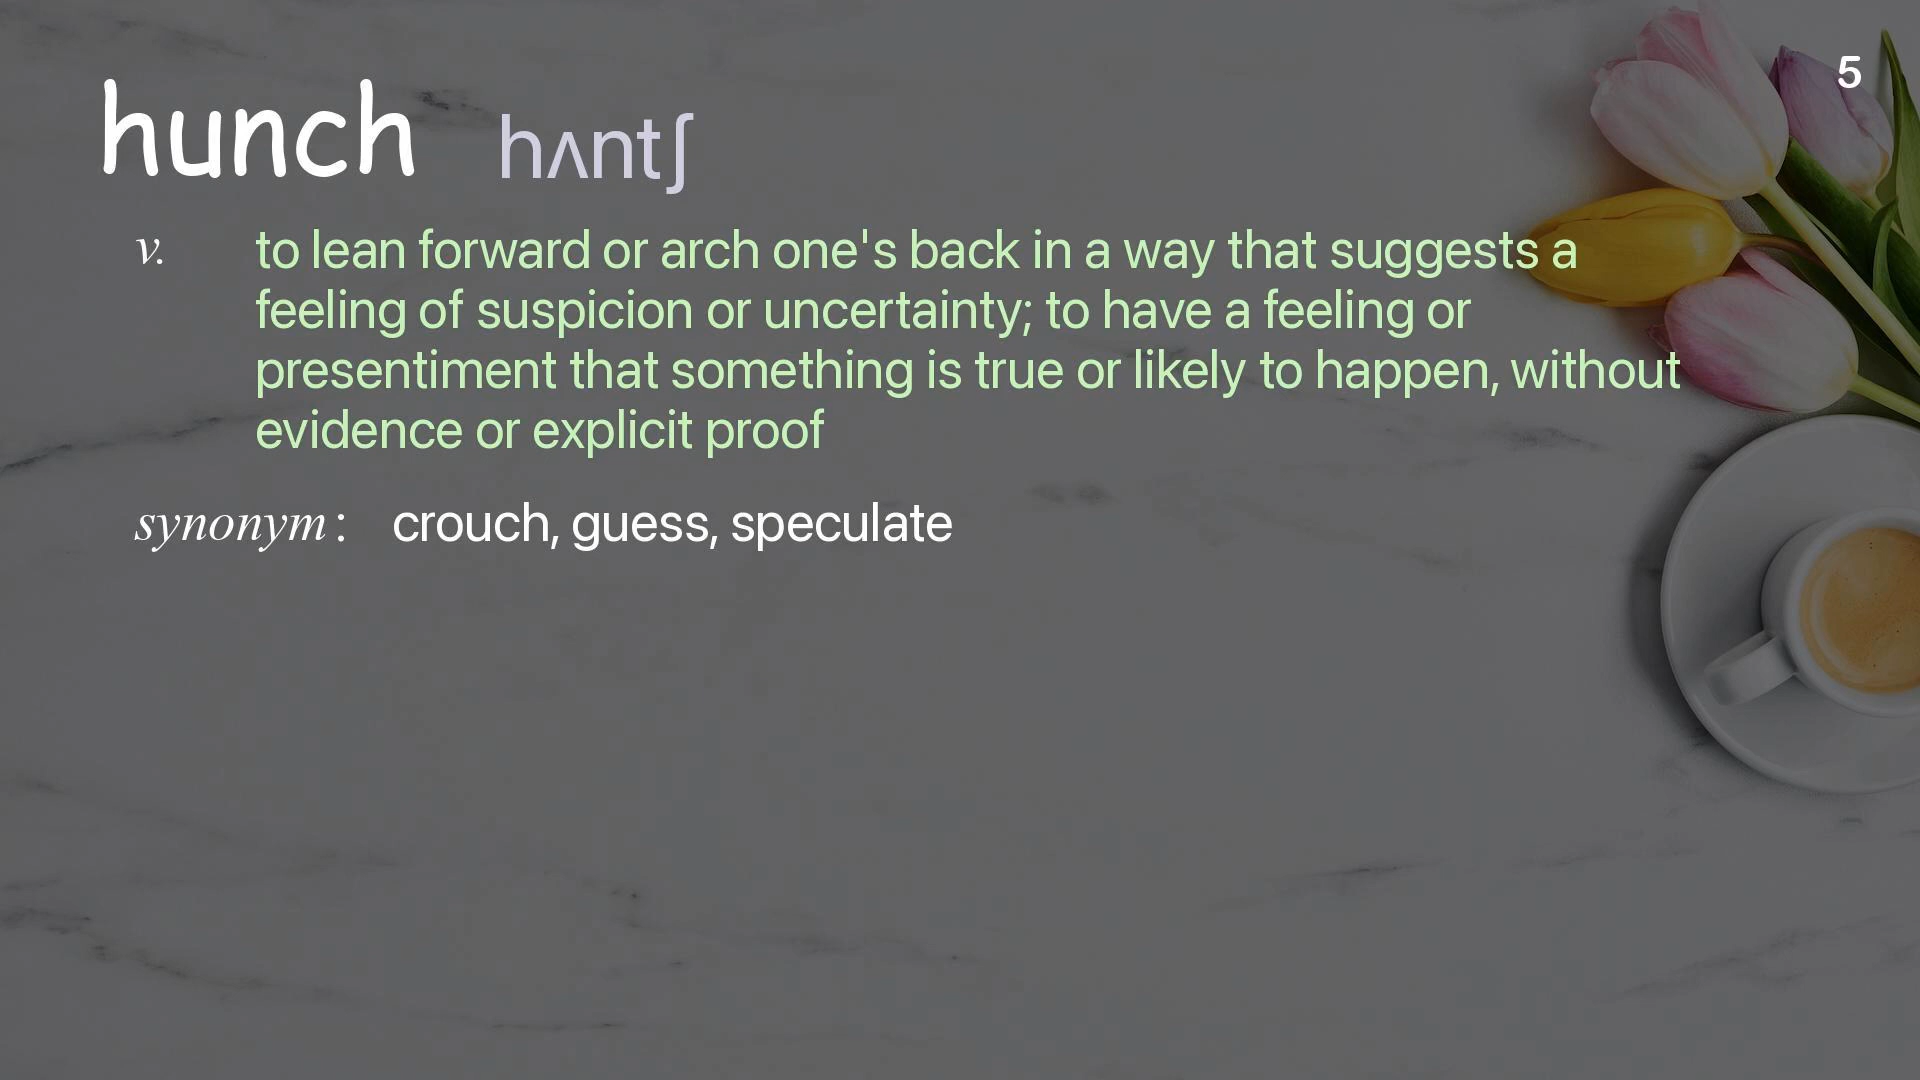 5
hunch hʌntʃ
v. to lean forward or arch one's back in a way that suggests a
feeling of suspicion or uncertainty; to have a feeling or
presentiment that something is true or likely to happen, without
evidence or explicit proof
synonym : crouch, guess, speculate